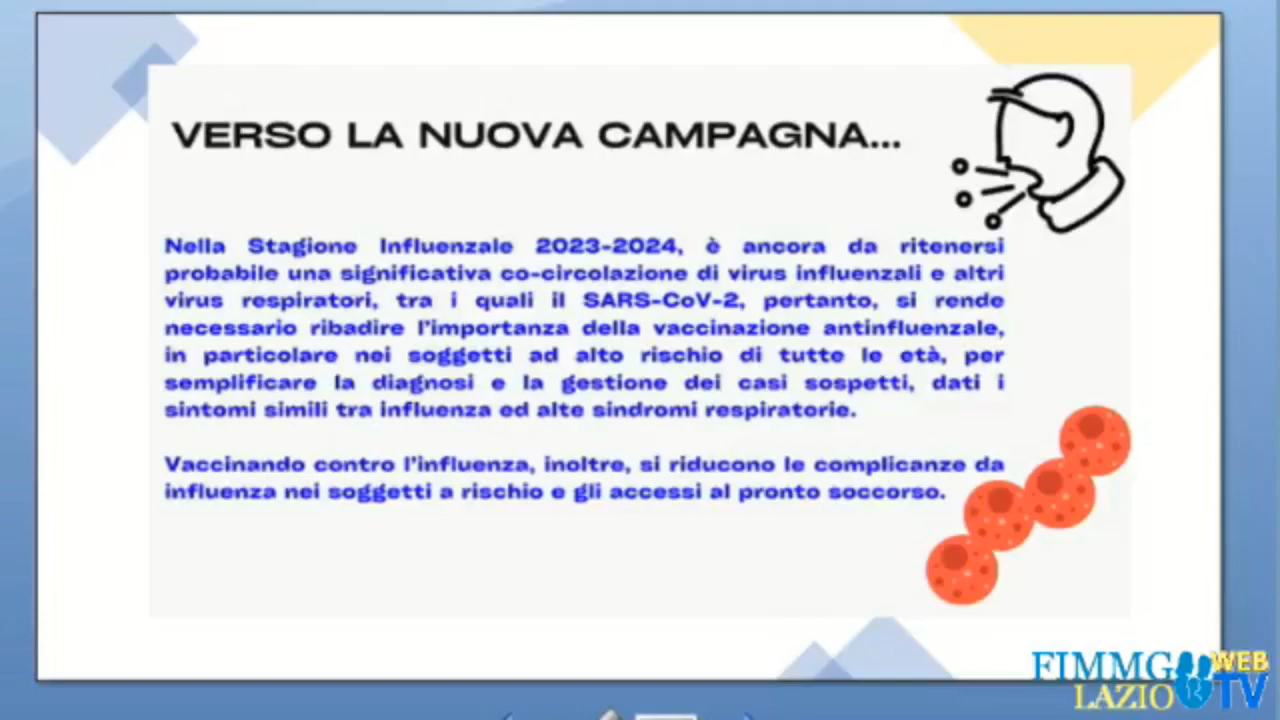 VERSO LA NUOVA CAMPAGNA...
Nella Stagione Influenzale 2023-2024, è ancora da ritenersi
probabile una significativa co-circolazione di virus influenzali e altri
virus respiratori, tra i quali il SARS-CoV-2, pertanto, si rende
necessario ribadire l'importanza della vaccinazione antinfluenzale,
in particolare nei soggetti ad alto rischio di tutte le età, per
semplificare la diagnosi e la gestione dei casi sospetti, dati i
sintomi simili tra influenza ed alte sindromi respiratorie.
Vaccinando contro l'influenza, inoltre, si riducono le complicanze da
influenza nei soggetti a rischio e gli accessi al pronto soccorso.
FIMMG WEB
LAZIO TV